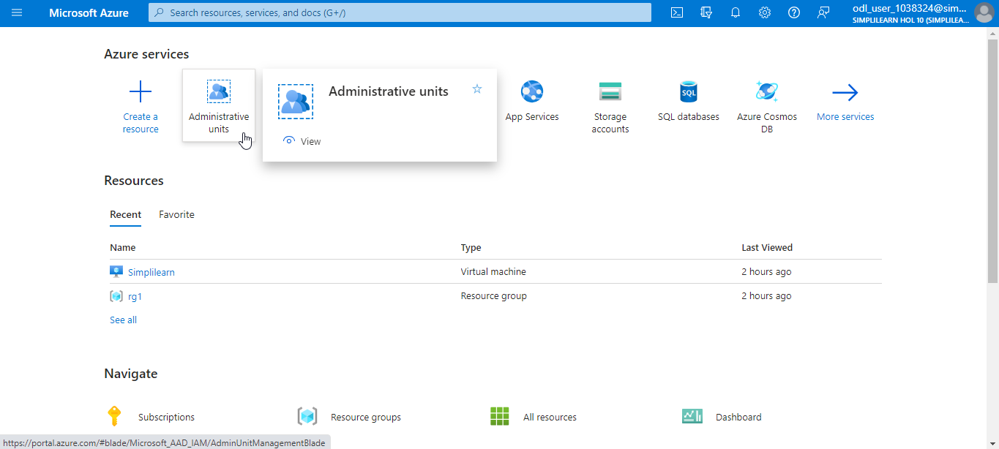 Microsoft Azure
Search resources, services, and docs (G+/)
odl_user_1038324@sim...
SIMPLILEARN HOL 10 (SIMPLILEA...
Azure services
Create a
resource
Administrative
units
Administrative units
View
App Services
Storage
accounts
SQL
SQL databases
Azure Cosmos
DB
More services
Resources
Recent Favorite
Name Type Last Viewed
Simplilearn Virtual machine 2 hours ago
rg1 Resource group 2 hours ago
See all
Navigate
Subscriptions Resource groups All resources Dashboard
https://portal.azure.com/#blade/Microsoft_AAD_IAM/AdminUnitManagementBlade